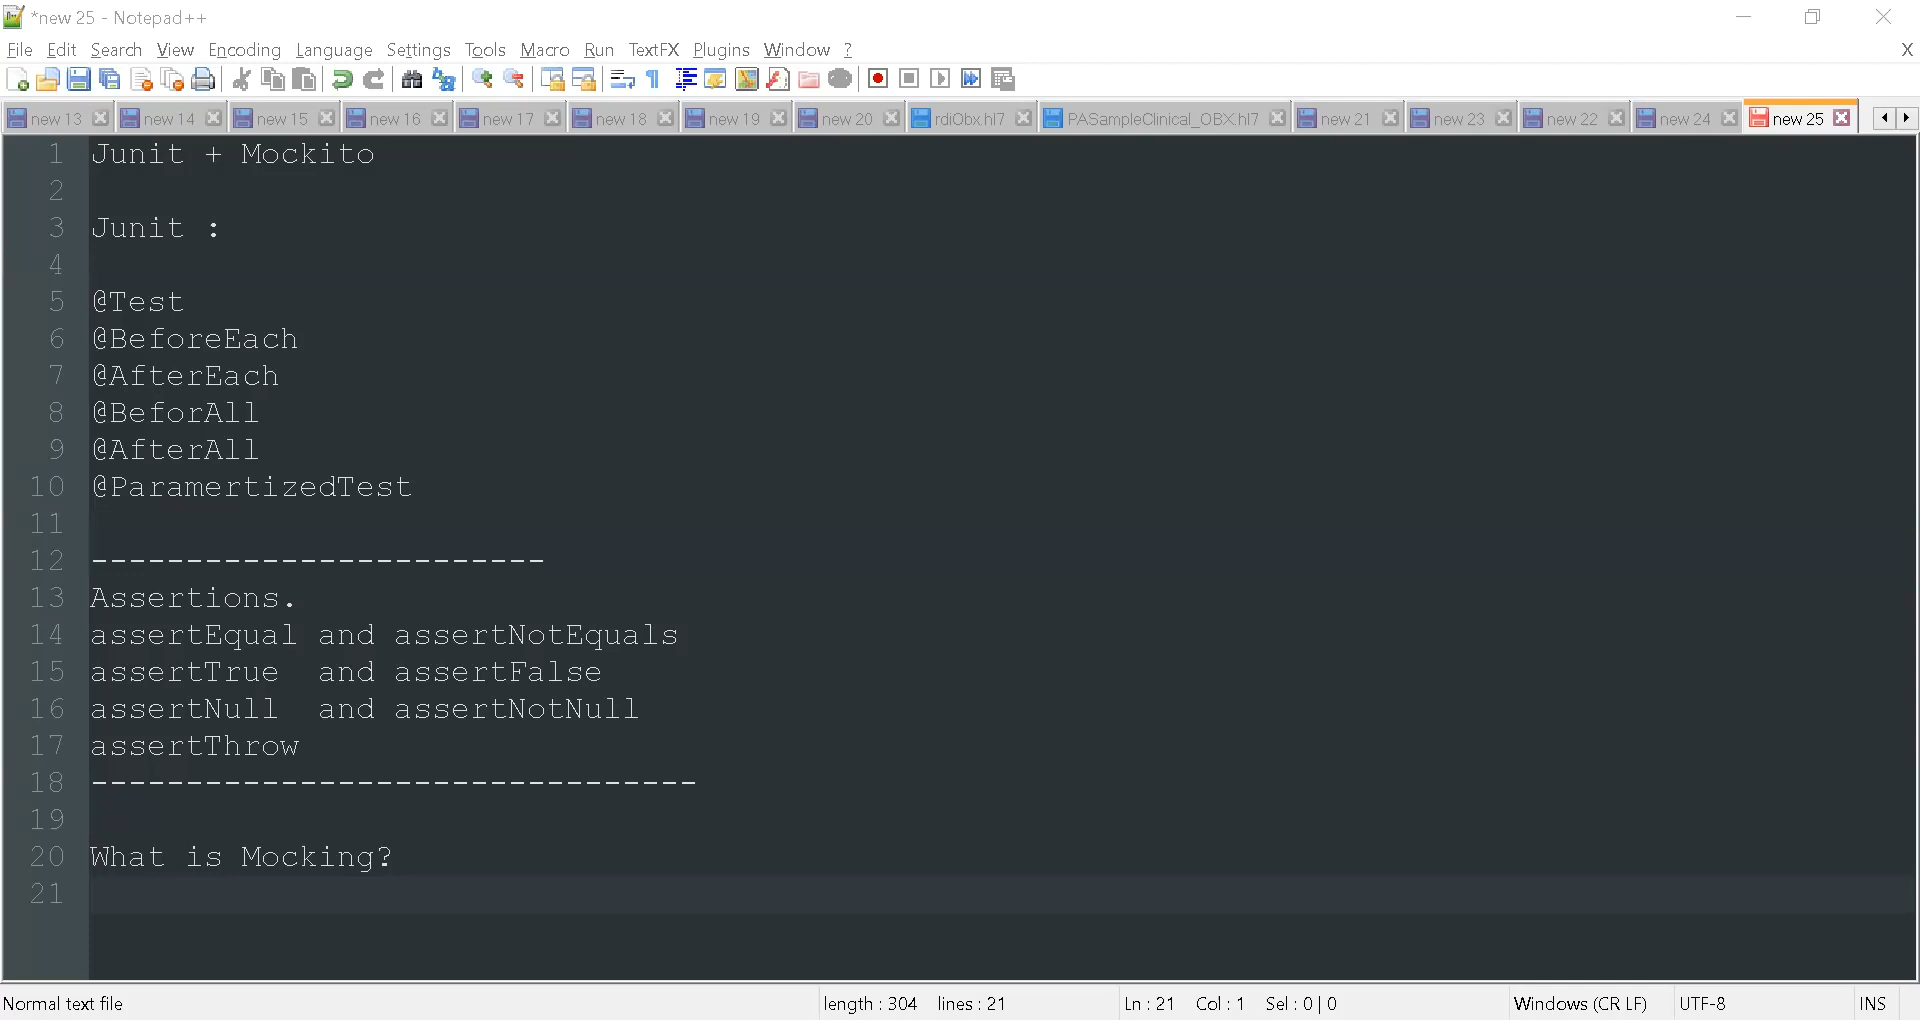 *new 25 - Notepad++
File Edit Search View Encoding Language Settings Tools Macro Run TextFX Plugins Window ? X
new 13 new 14 new 15 new 16 new 17 new 18 new 19 new 20 rdiObx.hl7 PASampleClinical_OBX.hl7 new 21 new 23 new 22 new 24 new 25
1 Junit + Mockito
2
3 Junit :
4
5 @Test
6 @BeforeEach
7 @AfterEach
8 @BeforAll
9 @AfterAll
10 @ParamertizedTest
11
12 ------------------------
13 Assertions.
14 assertEqual and assertNotEquals
15 assertTrue  and assertFalse
16 assertNull  and assertNotNull
17 assertThrow
18 --------------------------------
19
20 What is Mocking?
21
Normal text file length : 304 lines : 21 Ln : 21 Col : 1 Sel : 0 | 0 Windows (CR LF) UTF-8 INS